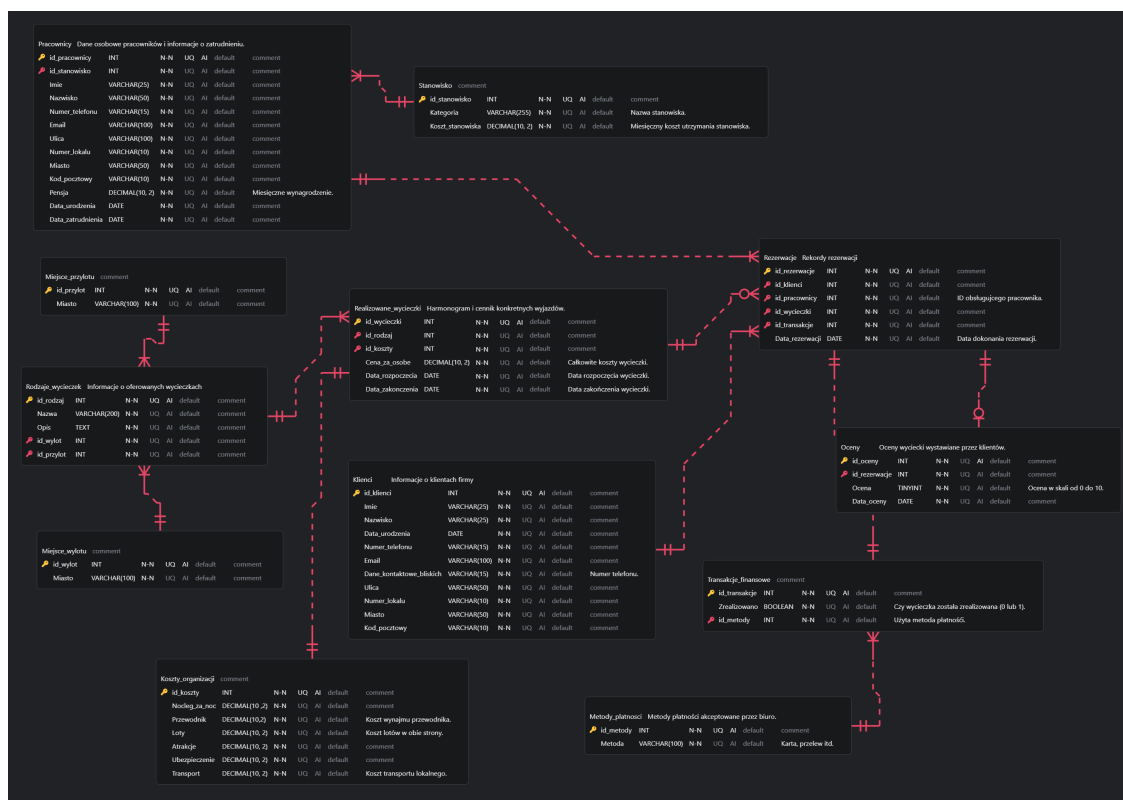 Pracownicy Dane osobowe pracowników i informacje o zatrudnieniu.
id_pracownicy INT N-N UQ AI default comment
id_stanowisko INT N-N UQ AI default comment
Imie VARCHAR(25) N-N UQ AI default comment
Nazwisko VARCHAR(50) N-N UQ AI default comment
Numer_telefonu VARCHAR(15) N-N UQ AI default comment
Email VARCHAR(100) N-N UQ AI default comment
Ulica VARCHAR(100) N-N UQ AI default comment
Numer_lokalu VARCHAR(10) N-N UQ AI default comment
Miasto VARCHAR(50) N-N UQ AI default comment
Kod_pocztowy VARCHAR(10) N-N UQ AI default comment
Pensja DECIMAL(10, 2) N-N UQ AI default Miesięczne wynagrodzenie.
Data_urodzenia DATE N-N UQ AI default comment
Data_zatrudnienia DATE N-N UQ AI default comment
Stanowisko comment
id_stanowisko INT N-N UQ AI default comment
Kategoria VARCHAR(255) N-N UQ AI default Nazwa stanowiska.
Koszt_stanowiska DECIMAL(10, 2) N-N UQ AI default Miesięczny koszt utrzymania stanowiska.
Rezerwacje Rekordy rezerwacji
id_rezerwacje INT N-N UQ AI default comment
id_klienci INT N-N UQ AI default comment
id_pracownicy INT N-N UQ AI default ID obsługujcego pracownika.
id_wycieczki INT N-N UQ AI default comment
id_transakcje INT N-N UQ AI default comment
Data_rezerwacji DATE N-N UQ AI default Data dokonania rezerwacji.
Miejsce_przylotu comment
id_przylot INT N-N UQ AI default comment
Miasto VARCHAR(100) N-N UQ AI default comment
Realizowane_wycieczki Harmonogram i cennik konkretnych wyjazdów.
id_wycieczki INT N-N UQ AI default comment
id_rodzaj INT N-N UQ AI default comment
id_koszty INT N-N UQ AI default comment
Cena_za_osobe DECIMAL(10, 2) N-N UQ AI default Całkowite koszty wycieczki.
Data_rozpoczecia DATE N-N UQ AI default Data rozpoczęcia wycieczki.
Data_zakonczenia DATE N-N UQ AI default Data zakończenia wycieczki.
Rodzaje_wycieczek Informacje o oferowanych wycieczkach
id_rodzaj INT N-N UQ AI default comment
Nazwa VARCHAR(200) N-N UQ AI default comment
Opis TEXT N-N UQ AI default comment
id_wylot INT N-N UQ AI default comment
id_przylot INT N-N UQ AI default comment
Oceny Oceny wyciecki wystawiane przez klientów.
id_oceny INT N-N UQ AI default comment
id_rezerwacje INT N-N UQ AI default comment
Ocena TINYINT N-N UQ AI default Ocena w skali od 0 do 10.
Data_oceny DATE N-N UQ AI default comment
Klienci Informacje o klientach firmy
id_klienci INT N-N UQ AI default comment
Imie VARCHAR(25) N-N UQ AI default comment
Nazwisko VARCHAR(25) N-N UQ AI default comment
Data_urodzenia DATE N-N UQ AI default comment
Numer_telefonu VARCHAR(15) N-N UQ AI default comment
Email VARCHAR(100) N-N UQ AI default comment
Dane_kontaktowe_bliskich VARCHAR(15) N-N UQ AI default Numer telefonu.
Ulica VARCHAR(50) N-N UQ AI default comment
Numer_lokalu VARCHAR(10) N-N UQ AI default comment
Miasto VARCHAR(50) N-N UQ AI default comment
Kod_pocztowy VARCHAR(10) N-N UQ AI default comment
Miejsce_wylotu comment
id_wylot INT N-N UQ AI default comment
Miasto VARCHAR(100) N-N UQ AI default comment
Transakcje_finansowe comment
id_transakcje INT N-N UQ AI default comment
Zrealizowano BOOLEAN N-N UQ AI default Czy wycieczka została zrealizowana (0 lub 1).
id_metody INT N-N UQ AI default Użyta metoda płatnośći.
Koszty_organizacji comment
id_koszty INT N-N UQ AI default comment
Nocleg_za_noc DECIMAL(10 ,2) N-N UQ AI default comment
Przewodnik DECIMAL(10,2) N-N UQ AI default Koszt wynajmu przewodnika.
Loty DECIMAL(10, 2) N-N UQ AI default Koszt lotów w obie strony.
Atrakcje DECIMAL(10, 2) N-N UQ AI default comment
Ubezpieczenie DECIMAL(10, 2) N-N UQ AI default comment
Transport DECIMAL(10, 2) N-N UQ AI default Koszt transportu lokalnego.
Metody_platnosci Metody płatności akceptowane przez biuro.
id_metody INT N-N UQ AI default comment
Metoda VARCHAR(100) N-N UQ AI default Karta, przelew itd.